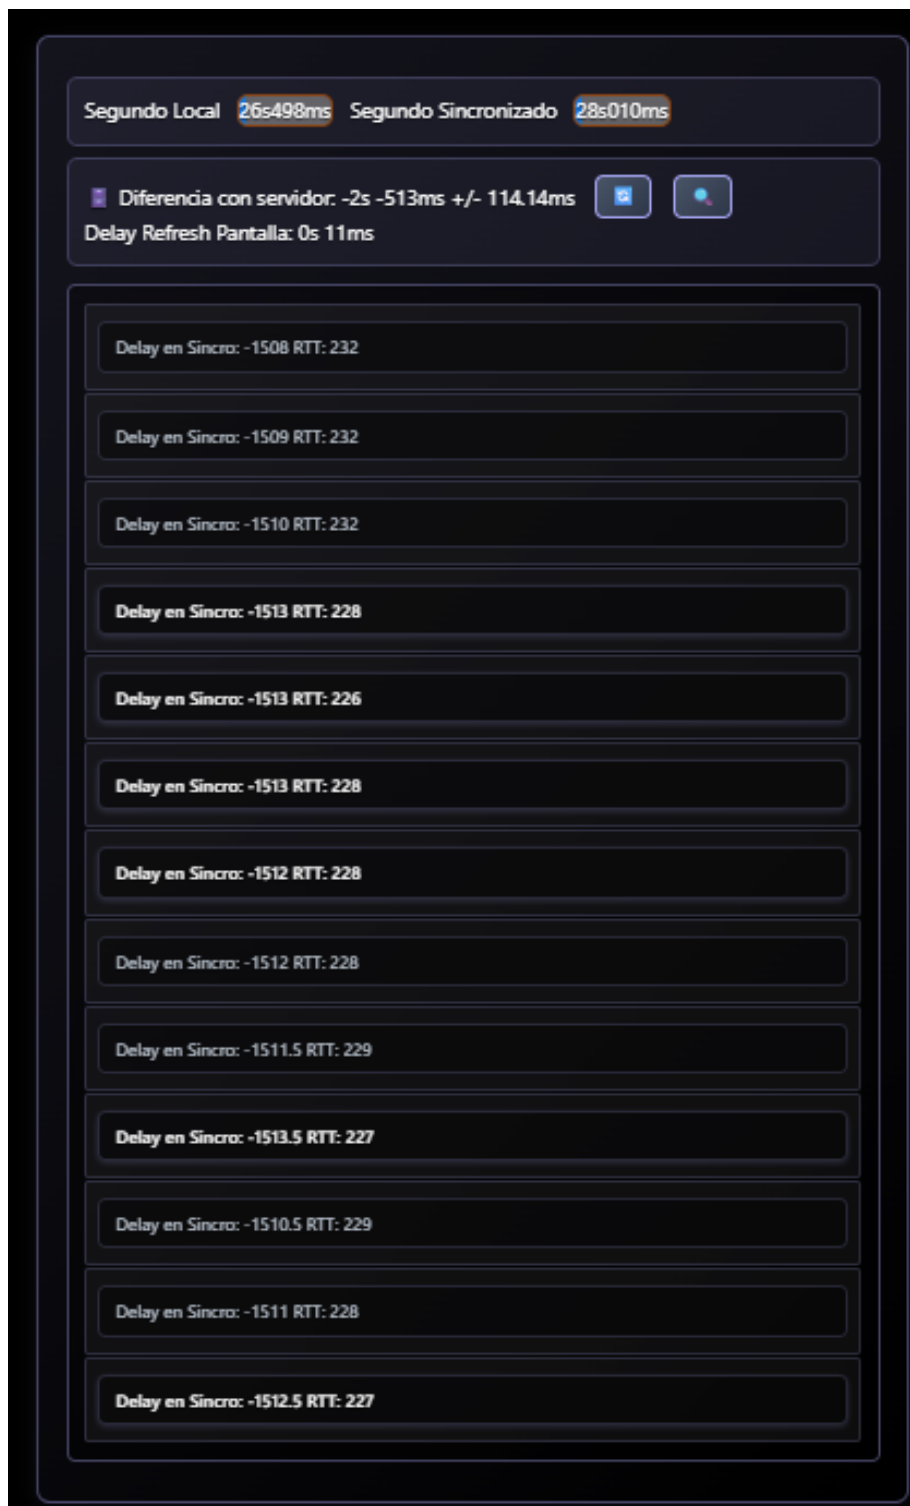 Segundo Local 26s498ms Segundo Sincronizado 28s010ms
Diferencia con servidor: -2s -513ms +/- 114.14ms
Delay Refresh Pantalla: 0s 11ms
Delay en Sincro: -1508 RTT: 232
Delay en Sincro: -1509 RTT: 232
Delay en Sincro: -1510 RTT: 232
Delay en Sincro: -1513 RTT: 228
Delay en Sincro: -1513 RTT: 226
Delay en Sincro: -1513 RTT: 228
Delay en Sincro: -1512 RTT: 228
Delay en Sincro: -1512 RTT: 228
Delay en Sincro: -1511.5 RTT: 229
Delay en Sincro: -1513.5 RTT: 227
Delay en Sincro: -1510.5 RTT: 229
Delay en Sincro: -1511 RTT: 228
Delay en Sincro: -1512.5 RTT: 227